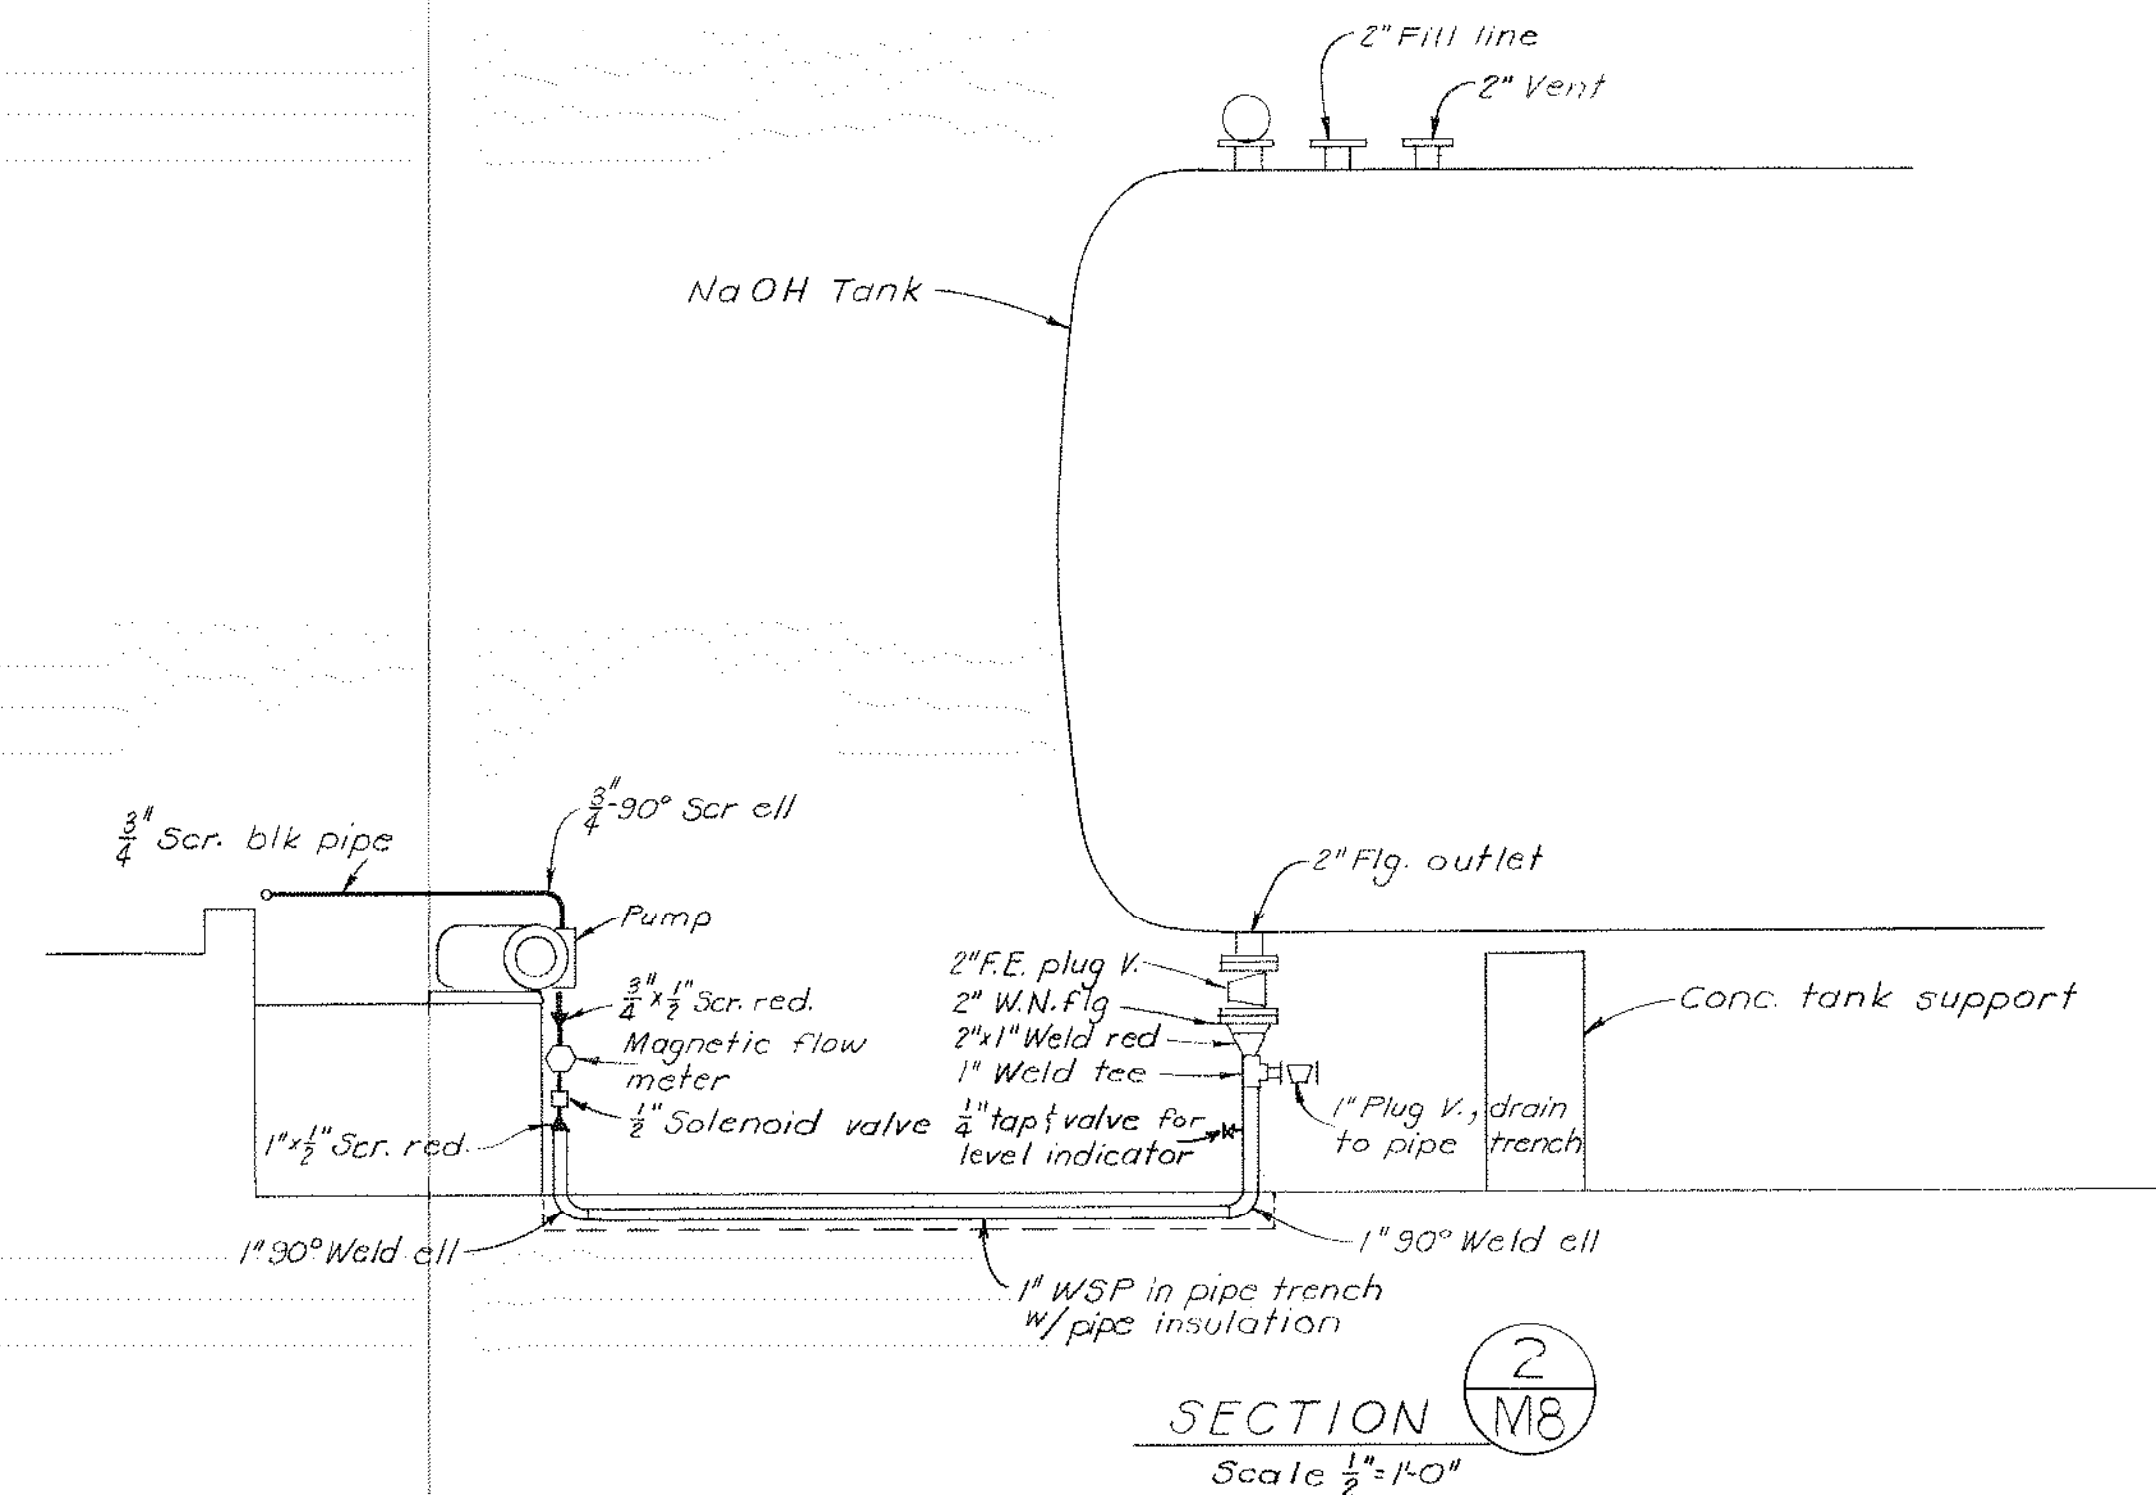 2" Fill line
2" Vent
NaOH Tank
3/4"-90° Scr ell
3/4" Scr. blk pipe
2" Flg. outlet
Pump
2" F.E. plug V.
3/4" x 1/2" Scr. red.
2" W.N. flg
Conc. tank support
Magnetic flow
meter
2"x1" Weld red
1" Weld tee
1/2" Solenoid valve
1/4" tap & valve for
level indicator
1" Plug V., drain
to pipe trench
1" x 1/2" Scr. red.
1" 90° Weld ell
1" 90° Weld ell
1" WSP in pipe trench
w/ pipe insulation
2
M8
SECTION
Scale 1/2" = 1'-0"